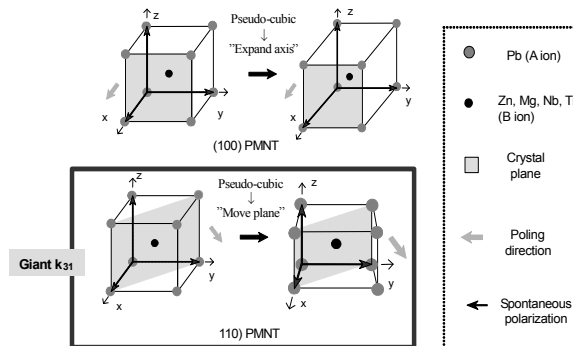 z
Pseudo-cubic
↓
"Expand axis"
z
y
x
y
x
(100) PMNT
z
Pseudo-cubic
↓
"Move plane"
z
y
x
y
x
110) PMNT
Giant k31
Pb (A ion)
Zn, Mg, Nb, T
(B ion)
Crystal
plane
Poling
direction
Spontaneous
polarization